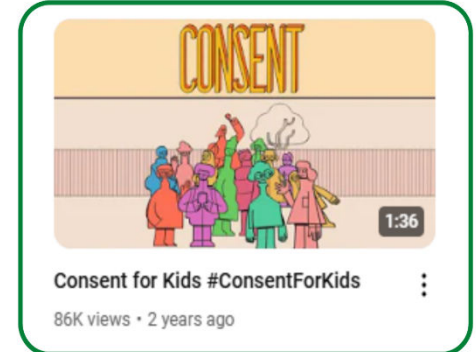 CONSENT
1:36
Consent for Kids #ConsentForKids
86K views • 2 years ago